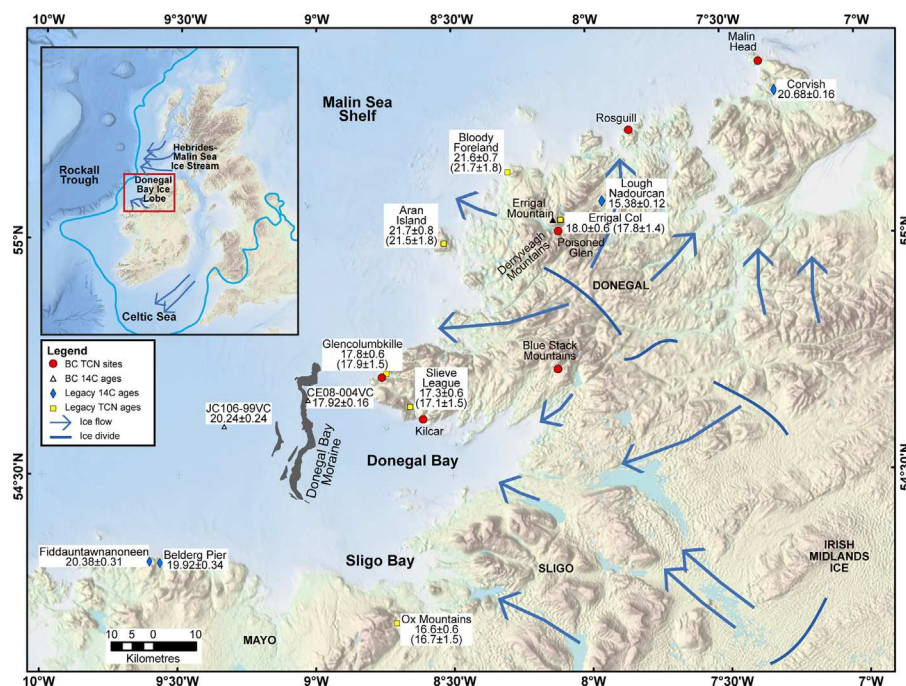 10°W
9°30'W
9°W
8°30'W
8°W
7°30'W
7°W
Malin
Head
Corvish
20.68±0.16
Malin Sea
Shelf
Rosguill
Hebrides-
Malin Sea
Ice Stream
Rockall
Trough
Donegal
Bay Ice
Lobe
Celtic Sea
Bloody
Foreland
21.6±0.7
(21.7±1.8)
Lough
Nadourcan
15.38±0.12
Errigal
Mountain
Errigal Col
18.0±0.6 (17.8±1.4)
Aran
Island
21.7±0.8
(21.5±1.8)
Poisoned
Glen
Derryveagh
Mountains
55°N
55°N
DONEGAL
Legend
BC TCN sites
BC 14C ages
Legacy 14C ages
Legacy TCN ages
Ice flow
Ice divide
Glencolumbkille
17.8±0.6
(17.9±1.5)
Blue Stack
Mountains
Slieve
League
17.3±0.6
(17.1±1.5)
CE08-004VC
17.92±0.16
JC106-99VC
20.24±0.24
Kilcar
Donegal Bay
Moraine
Donegal Bay
54°30'N
54°30'N
Fiddauntawnanoneen
20.38±0.31
Belderg Pier
19.92±0.34
Sligo Bay
SLIGO
IRISH
MIDLANDS
ICE
Ox Mountains
16.6±0.6
(16.7±1.5)
MAYO
10 5 0 10
Kilometres
10°W
9°30'W
9°W
8°30'W
8°W
7°30'W
7°W